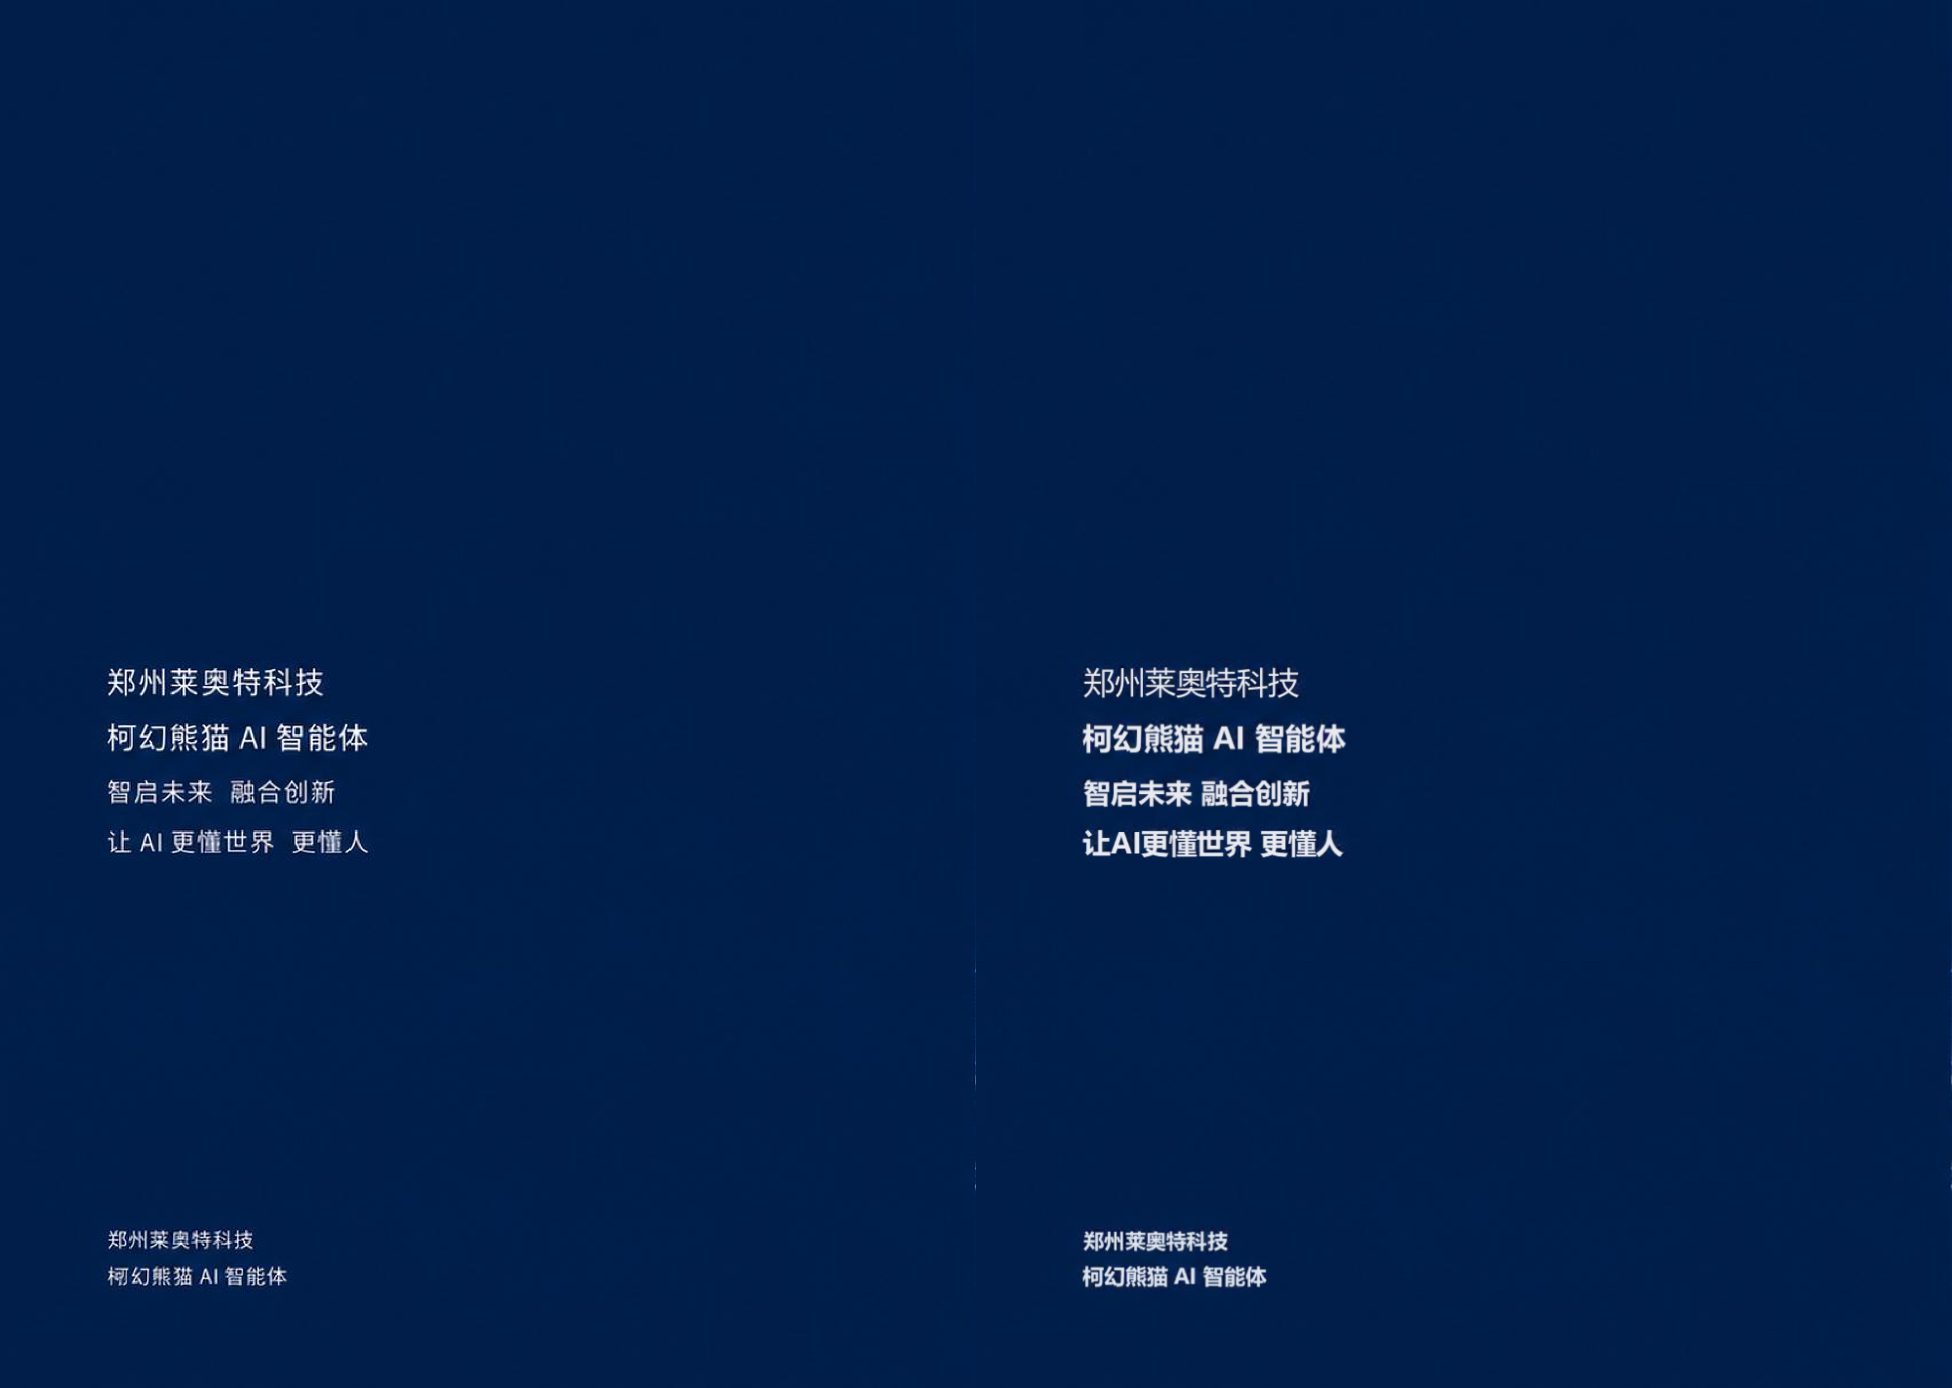 郑州莱奥特科技
柯幻熊猫 AI 智能体
智启未来 融合创新
让 AI 更懂世界 更懂人
郑州莱奥特科技
柯幻熊猫 AI 智能体
郑州莱奥特科技
柯幻熊猫 AI 智能体
智启未来 融合创新
让AI更懂世界 更懂人
郑州莱奥特科技
柯幻熊猫 AI 智能体